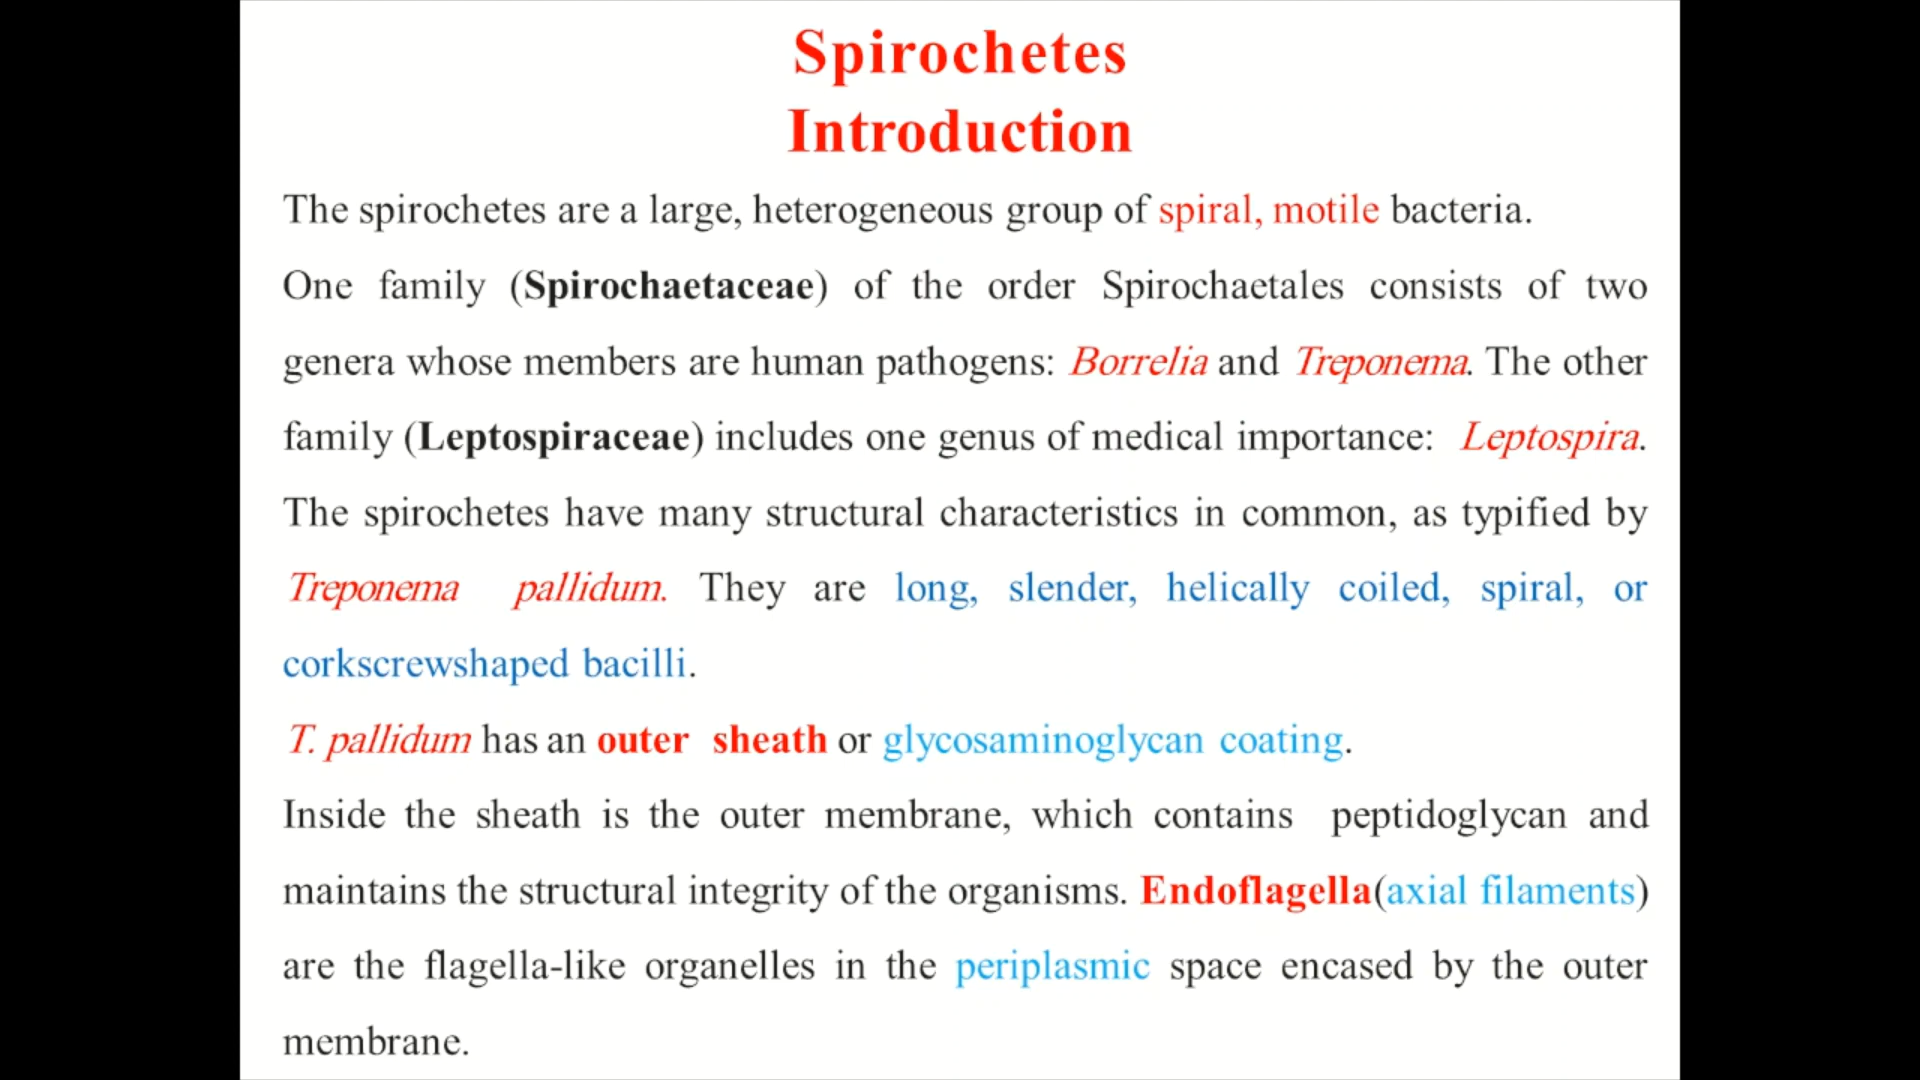 Spirochetes
Introduction
The spirochetes are a large, heterogeneous group of spiral, motile bacteria.
One family (Spirochaetaceae) of the order Spirochaetales consists of two
genera whose members are human pathogens: Borrelia and Treponema. The other
family (Leptospiraceae) includes one genus of medical importance: Leptospira.
The spirochetes have many structural characteristics in common, as typified by
Treponema pallidum. They are long, slender, helically coiled, spiral, or
corkscrewshaped bacilli.
T. pallidum has an outer sheath or glycosaminoglycan coating.
Inside the sheath is the outer membrane, which contains peptidoglycan and
maintains the structural integrity of the organisms. Endoflagella(axial filaments)
are the flagella-like organelles in the periplasmic space encased by the outer
membrane.